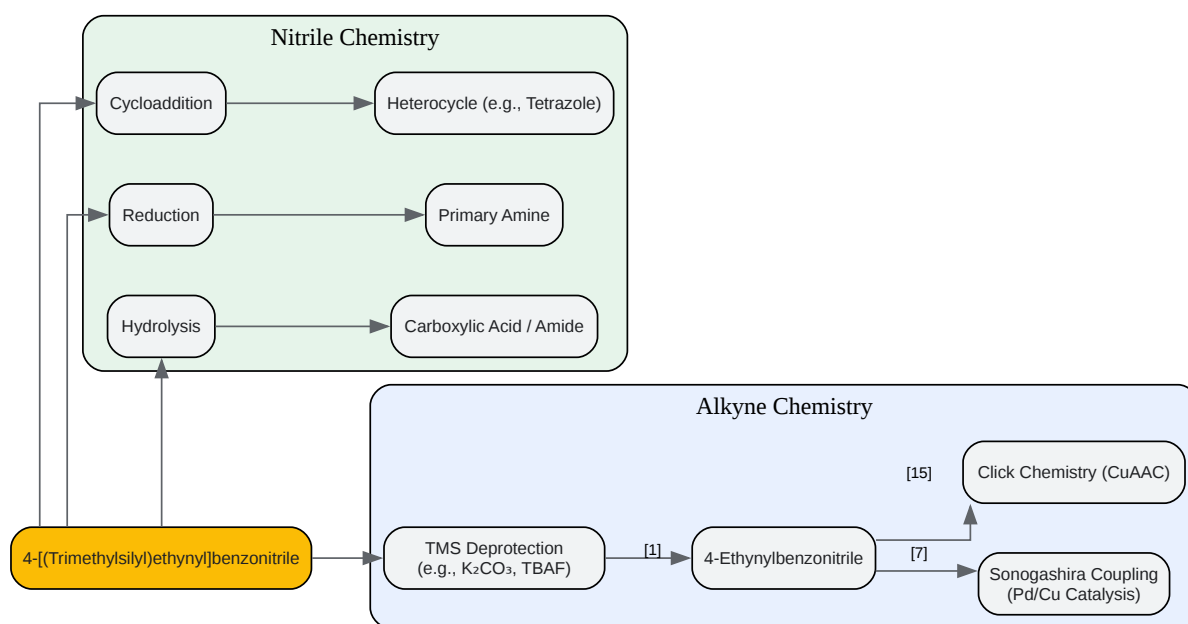 Nitrile Chemistry
Cycloaddition
Heterocycle (e.g., Tetrazole)
Reduction
Primary Amine
Hydrolysis
Carboxylic Acid / Amide
Alkyne Chemistry
[15]
Click Chemistry (CuAAC)
4-[(Trimethylsilyl)ethynyl]benzonitrile
TMS Deprotection
(e.g., K₂CO₃, TBAF)
[1]
4-Ethynylbenzonitrile
[7]
Sonogashira Coupling
(Pd/Cu Catalysis)